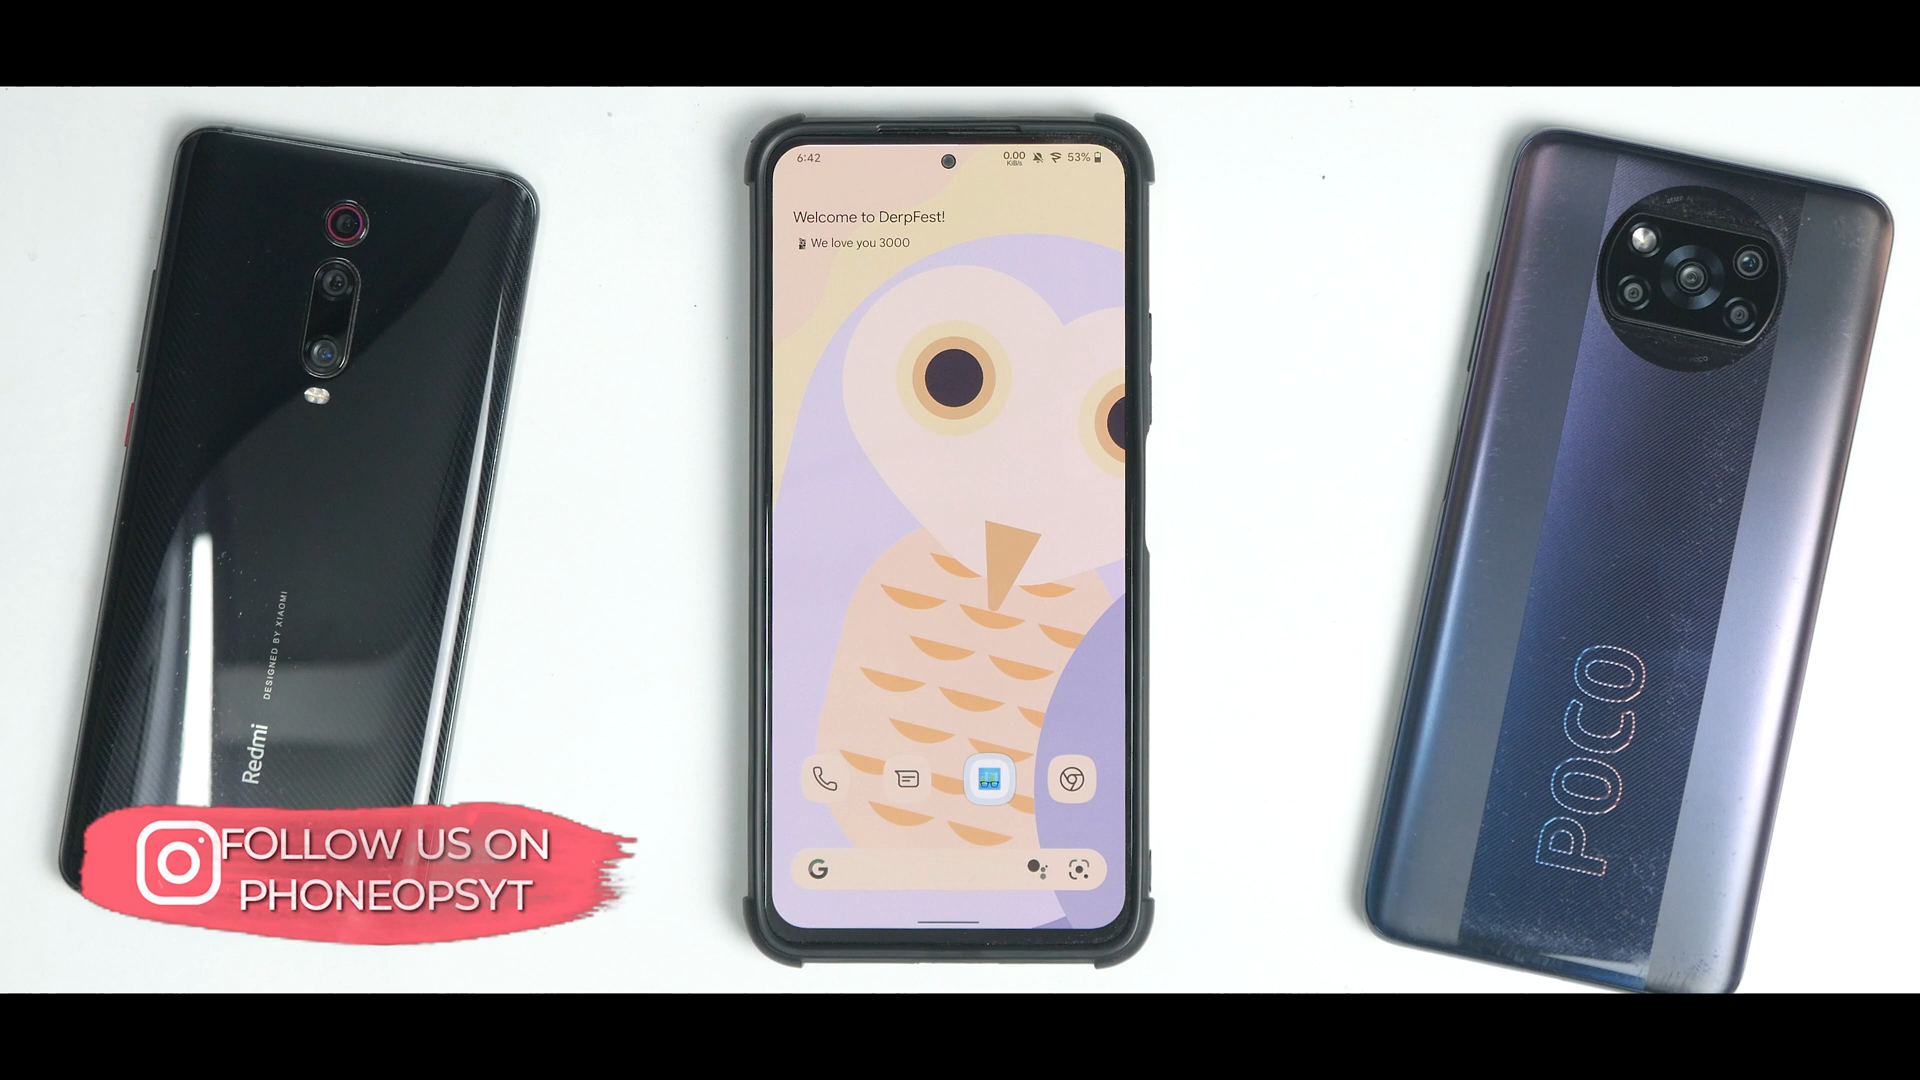 6:42
0.00
KiB/s
53%
Welcome to DerpFest!
We love you 3000
DESIGNED BY XIAOMI
Redmi
POCO
G
FOLLOW US ON
PHONEOPSYT